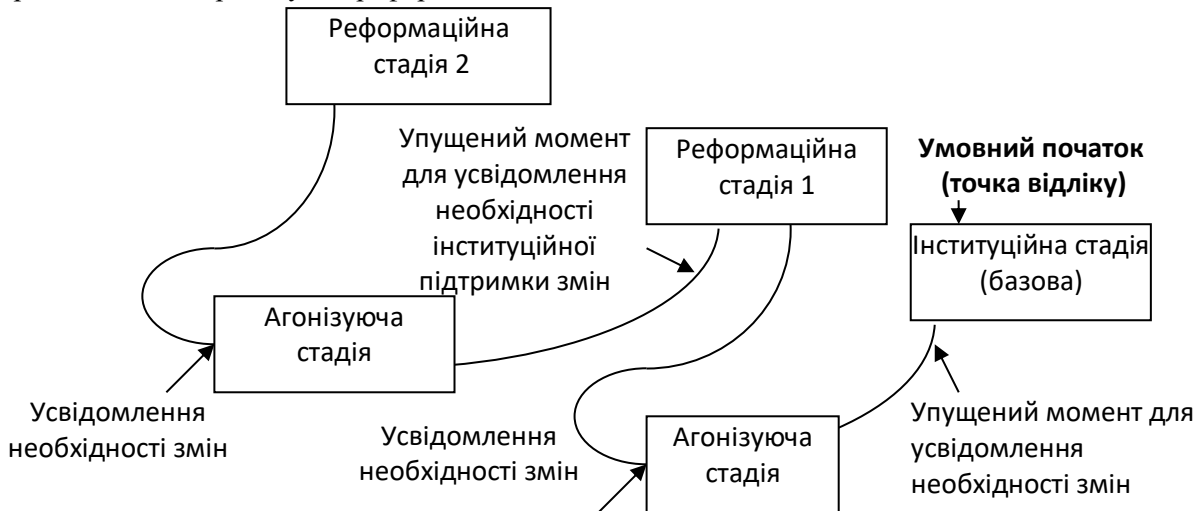 Реформаційна
стадія 2
Упущений момент
для усвідомлення
необхідності
інституційної
підтримки змін
Реформаційна
стадія 1
Умовний початок
(точка відліку)
Інституційна стадія
(базова)
Агонізуюча
стадія
Усвідомлення
необхідності змін
Усвідомлення
необхідності змін
Агонізуюча
стадія
Упущений момент для
усвідомлення
необхідності змін